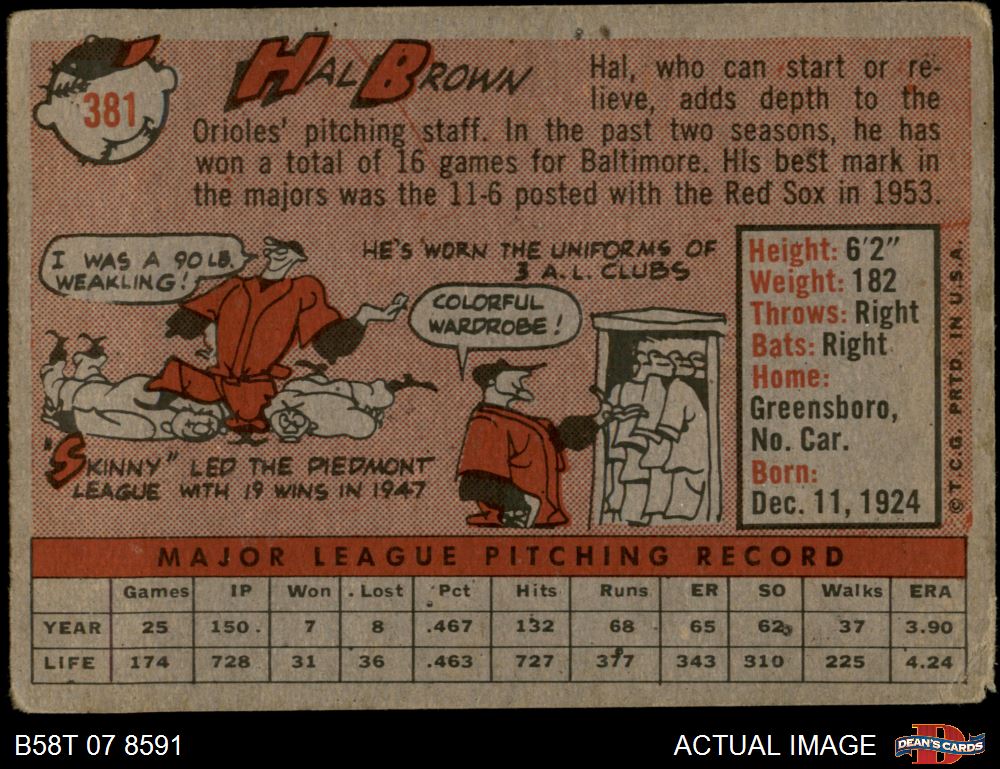 381
HAL BROWN
Hal, who can start or re-
lieve, adds depth to the
Orioles' pitching staff. In the past two seasons, he has
won a total of 16 games for Baltimore. His best mark in
the majors was the 11-6 posted with the Red Sox in 1953.
I WAS A 90 LB.
WEAKLING!
HE'S WORN THE UNIFORMS OF
3 A.L. CLUBS
COLORFUL
WARDROBE!
"SKINNY" LED THE PIEDMONT
LEAGUE WITH 19 WINS IN 1947
Height: 6'2"
Weight: 182
Throws: Right
Bats: Right
Home:
Greensboro,
No. Car.
Born:
Dec. 11, 1924
© T.C.G. PRTD. IN U.S.A.
MAJOR LEAGUE PITCHING RECORD
Games IP Won Lost Pct Hits Runs ER SO Walks ERA
YEAR 25 150 7 8 .467 132 68 65 62 37 3.90
LIFE 174 728 31 36 .463 727 377 343 310 225 4.24
B58T 07 8591
ACTUAL IMAGE
DEAN'S CARDS